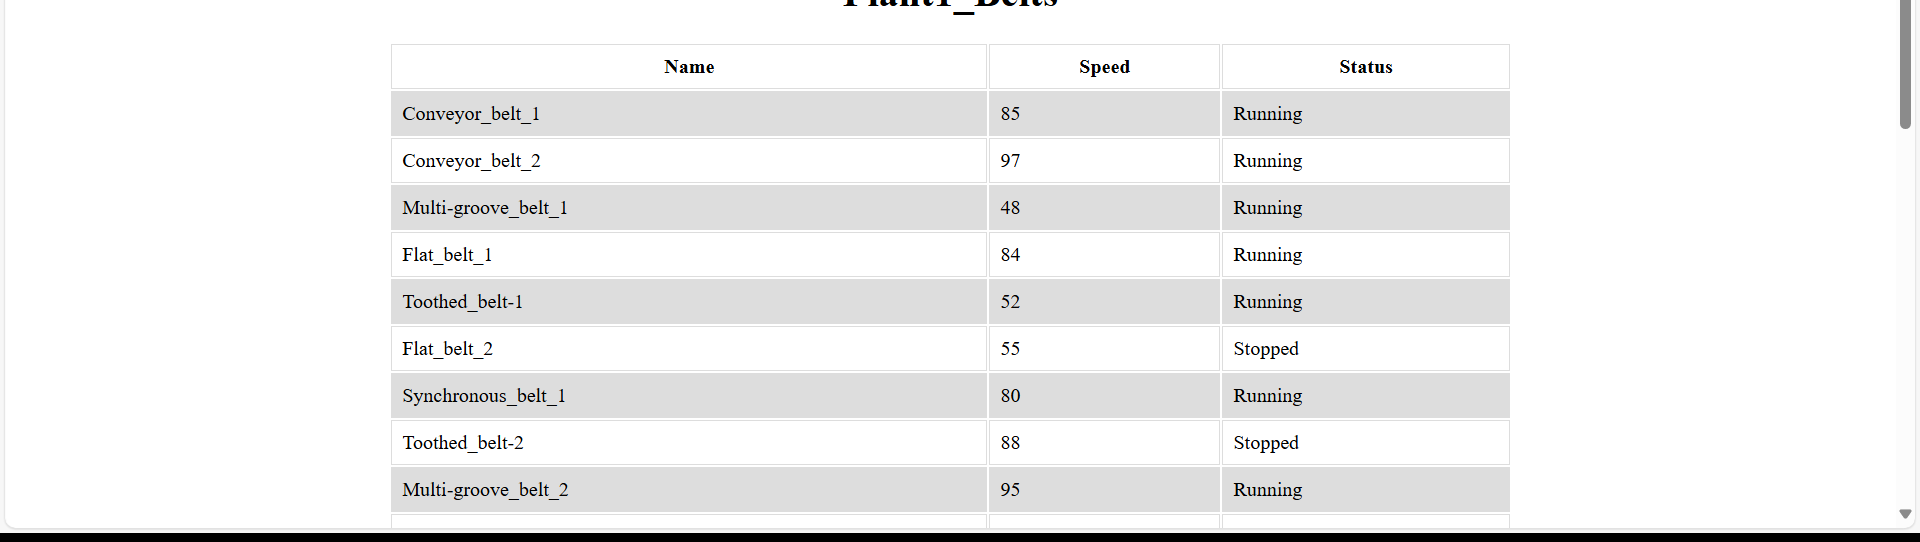 Plant1_Belts
Name Speed Status
Conveyor_belt_1 85 Running
Conveyor_belt_2 97 Running
Multi-groove_belt_1 48 Running
Flat_belt_1 84 Running
Toothed_belt-1 52 Running
Flat_belt_2 55 Stopped
Synchronous_belt_1 80 Running
Toothed_belt-2 88 Stopped
Multi-groove_belt_2 95 Running